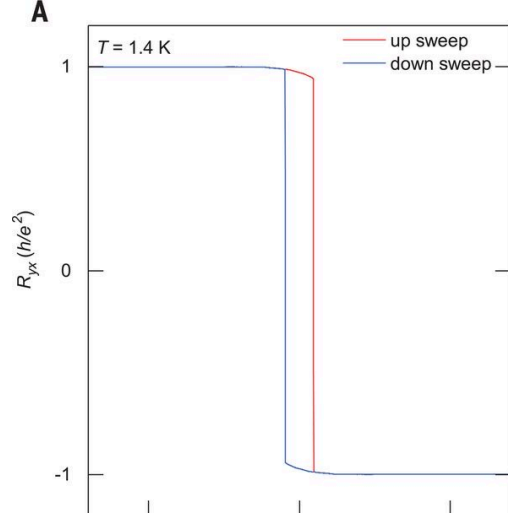 A
T = 1.4 K
up sweep
down sweep
1
0
-1
Ryx (h/e²)